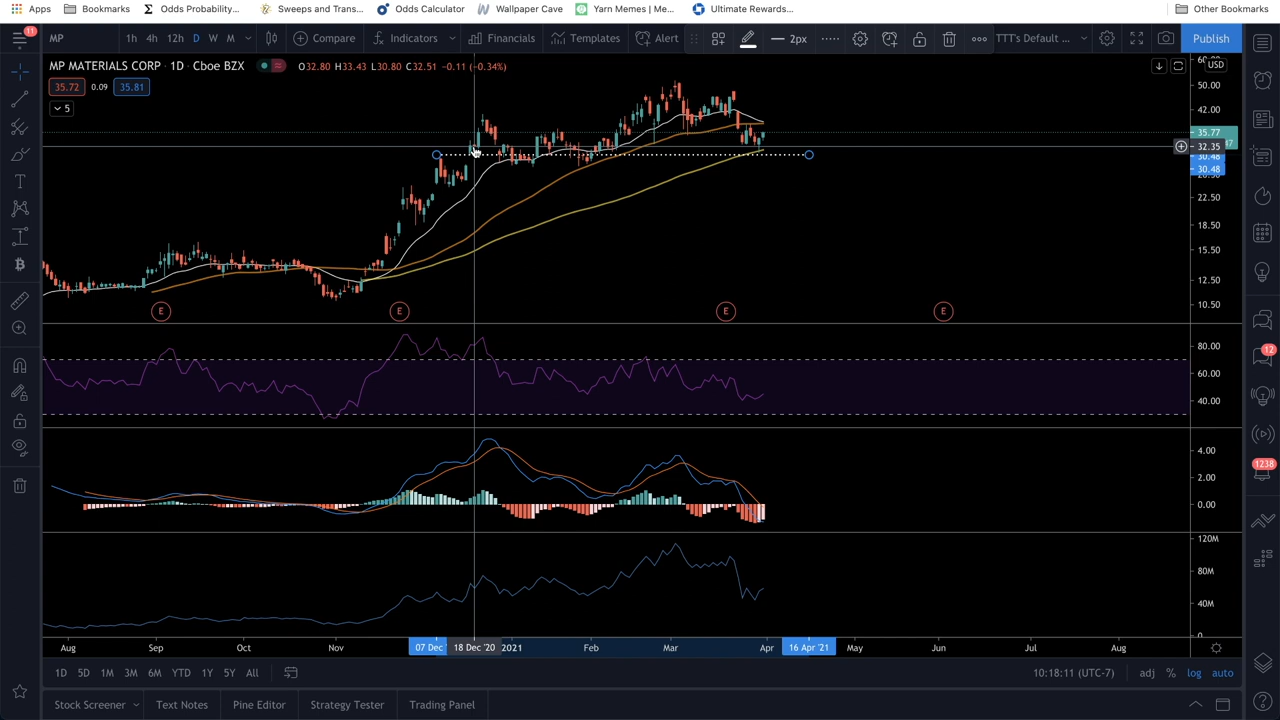 Apps Bookmarks Odds Probability... Sweeps and Trans... Odds Calculator Wallpaper Cave Yarn Memes | Me... Ultimate Rewards... Other Bookmarks
11
MP 1h 4h 12h D W M Compare Indicators Financials Templates Alert 2px TTT's Default ... Publish
MP MATERIALS CORP · 1D · Cboe BZX O32.80 H33.43 L30.80 C32.51 -0.11 (-0.34%)
USD
35.72 0.09 35.81
5
50.00
42.00
35.77
32.35
30.48
30.48
22.50
18.50
15.50
12.50
10.50
E E E E
80.00
60.00
40.00
12
4.00
2.00
0.00
1238
120M
80M
40M
0
Aug Sep Oct Nov 07 Dec 18 Dec '20 2021 Feb Mar Apr 16 Apr '21 May Jun Jul Aug
1D 5D 1M 3M 6M YTD 1Y 5Y All 10:18:11 (UTC-7) adj % log auto
Stock Screener Text Notes Pine Editor Strategy Tester Trading Panel